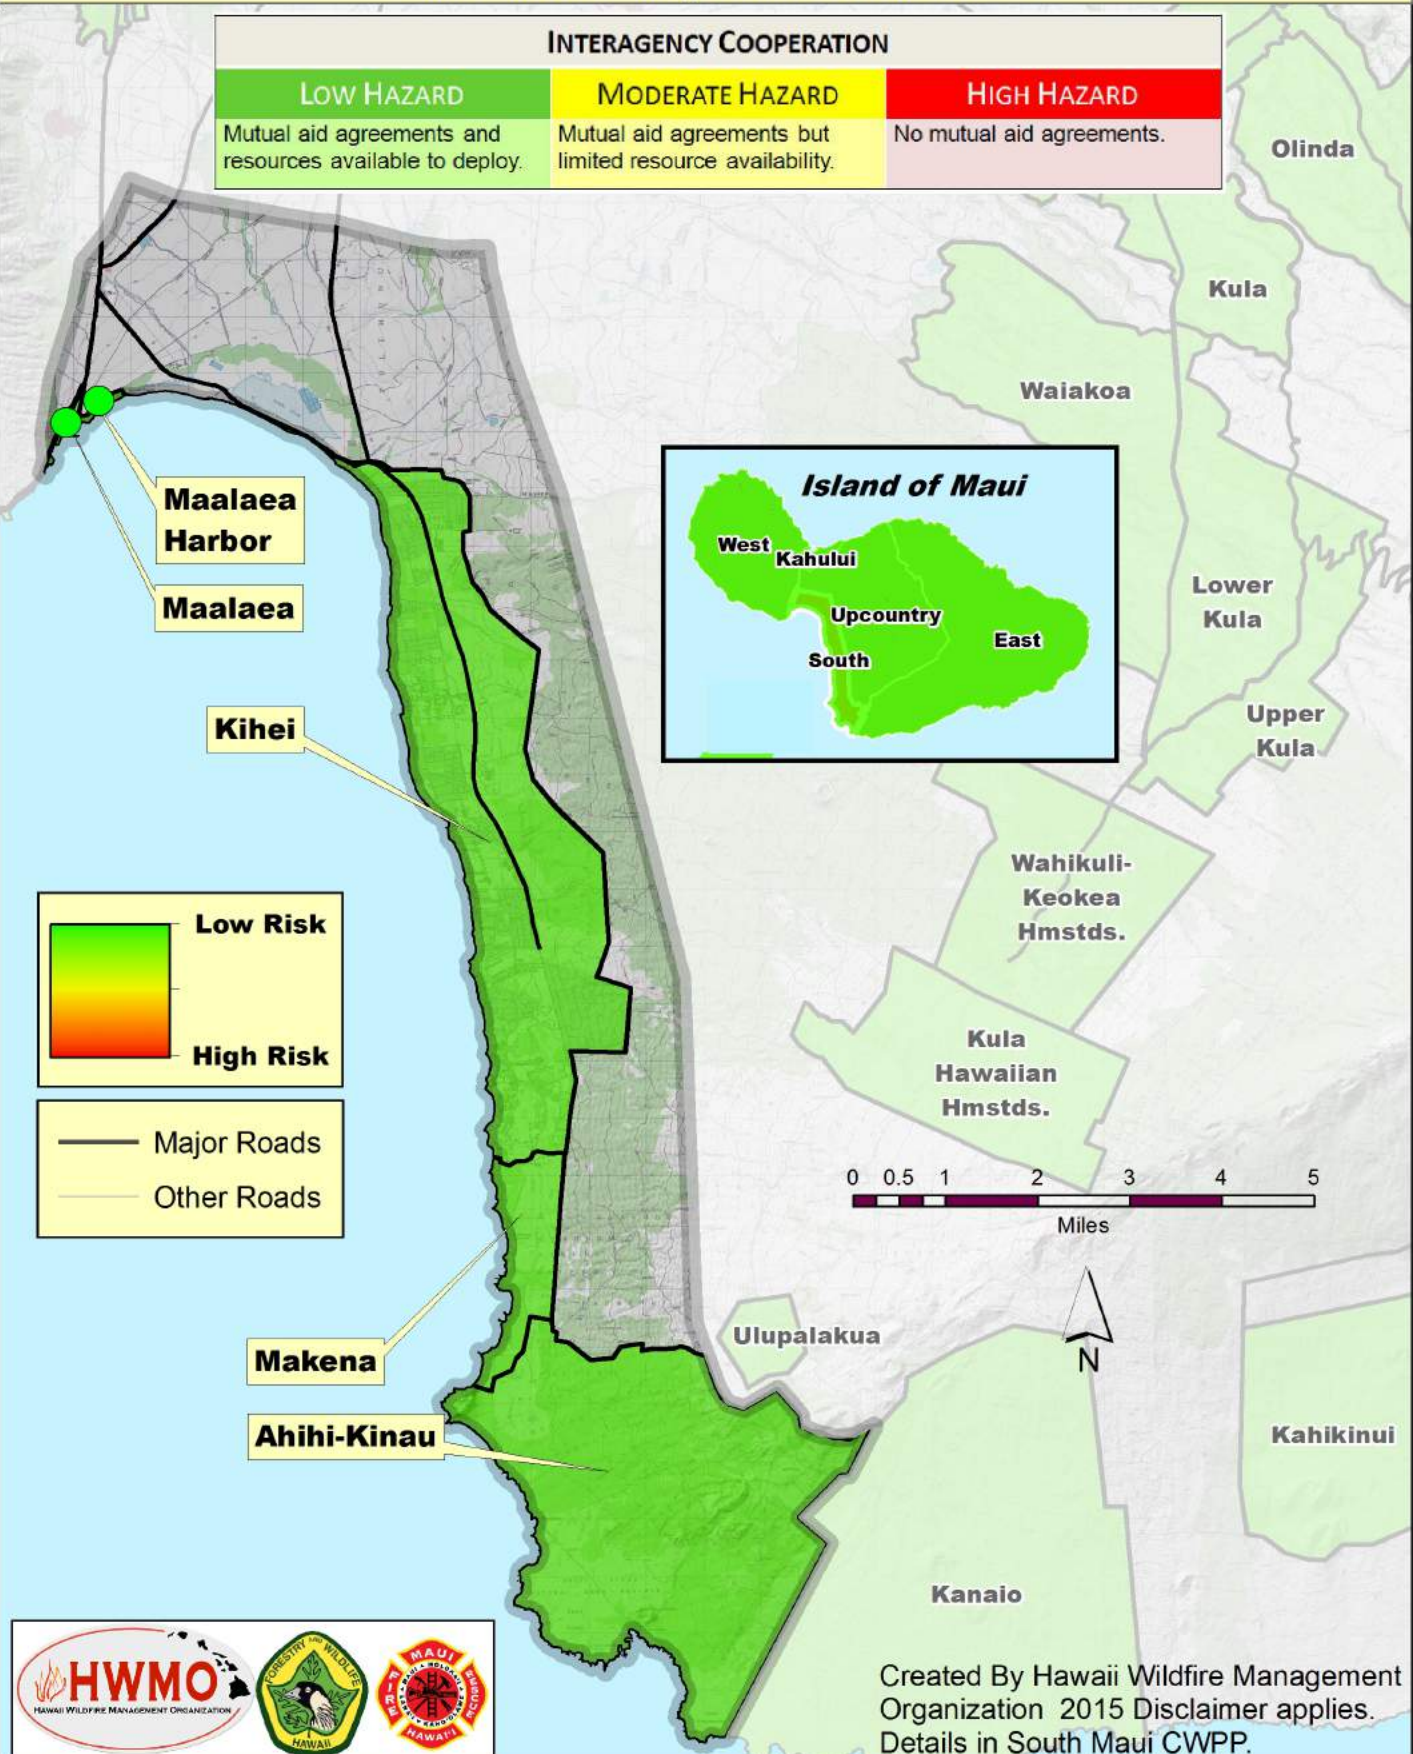 INTERAGENCY COOPERATION
LOW HAZARD
MODERATE HAZARD
HIGH HAZARD
Mutual aid agreements and
resources available to deploy.
Mutual aid agreements but
limited resource availability.
No mutual aid agreements.
Olinda
Kula
Waiakoa
Maalaea
Harbor
Maalaea
Island of Maui
West
Kahului
Upcountry
East
South
Lower
Kula
Upper
Kula
Kihei
Wahikuli-
Keokea
Hmstds.
Low Risk
High Risk
Kula
Hawaiian
Hmstds.
Major Roads
Other Roads
0 0.5 1 2 3 4 5
Miles
N
Ulupalakua
Makena
Ahihi-Kinau
Kahikinui
Kanaio
HWMO
HAWAII WILDFIRE MANAGEMENT ORGANIZATION
FORESTRY AND WILDLIFE
HAWAII
MAUI
FIRE
RESCUE
HAWAI'I
Created By Hawaii Wildfire Management
Organization 2015 Disclaimer applies.
Details in South Maui CWPP.